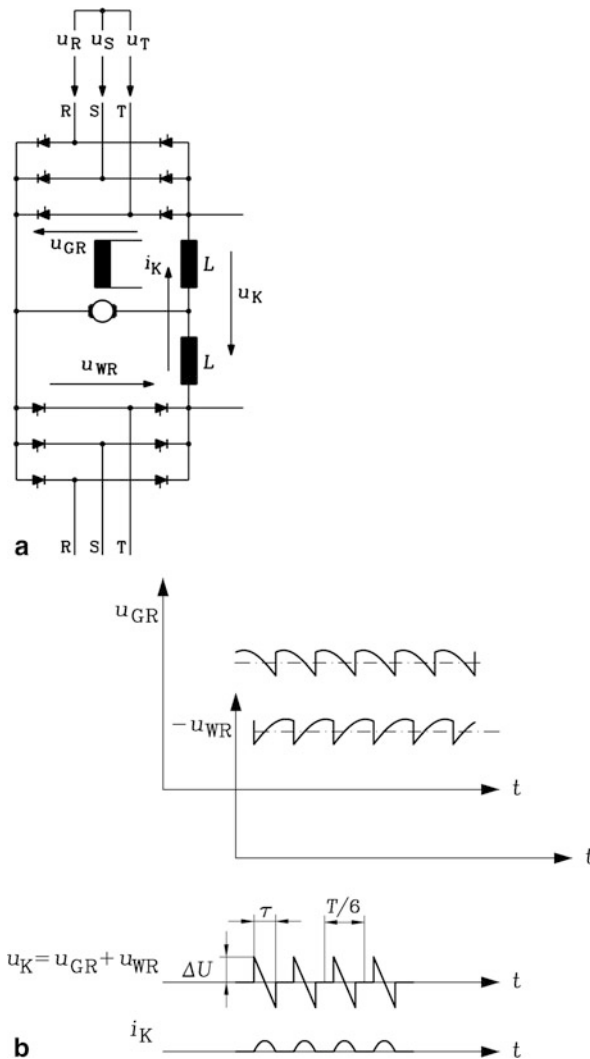 u_R u_S u_T
R S T
u_GR
i_K L
u_K
L
u_WR
R S T
a
u_GR
-u_WR
t
t
τ T/6
u_K=u_GR+u_WR ΔU t
i_K t
b